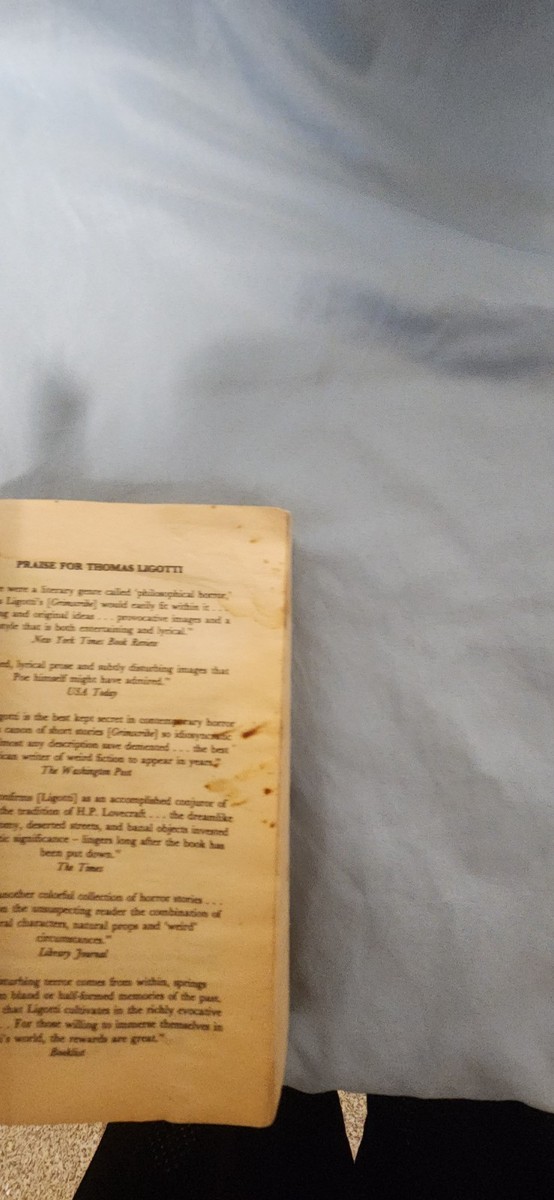 PRAISE FOR THOMAS LIGOTTI
were a literary genre called 'philosophical horror,'
Ligotti's [Grimscribe] would easily fit within it . . .
and original ideas . . . provocative images and a
style that is both entertaining and lyrical."
New York Times Book Review
lyrical prose and subtly disturbing images that
Poe himself might have admired."
USA Today
is the best kept secret in contemporary horror
canon of short stories [Grimscribe] so idiosyncratic
any description save demented . . . the best
writer of weird fiction to appear in years."
The Washington Post
[Ligotti] as an accomplished conjuror of
the tradition of H.P. Lovecraft . . . the dreamlike
deserted streets, and banal objects invested
significance – lingers long after the book has
been put down."
The Times
another colorful collection of horror stories . . .
the unsuspecting reader the combination of
characters, natural props and 'weird'
circumstances."
Library Journal
terror comes from within, springs
bland or half-formed memories of the past.
that Ligotti cultivates in the richly evocative
. . For those willing to immerse themselves in
world, the rewards are great."
Booklist